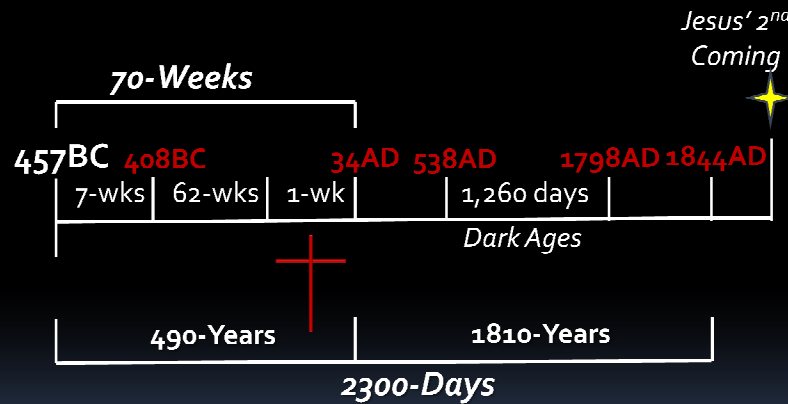 Jesus' 2nd
Coming
70-Weeks
457BC 408BC 34AD 538AD 1798AD 1844AD
7-wks 62-wks 1-wk 1,260 days
Dark Ages
490-Years 1810-Years
2300-Days